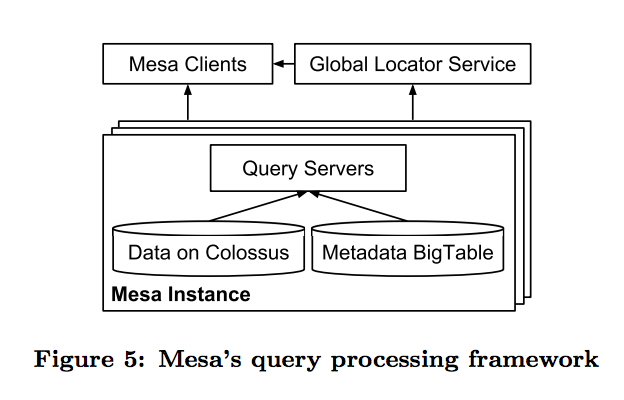 Mesa Clients
Global Locator Service
Query Servers
Data on Colossus
Metadata BigTable
Mesa Instance
Figure 5: Mesa's query processing framework